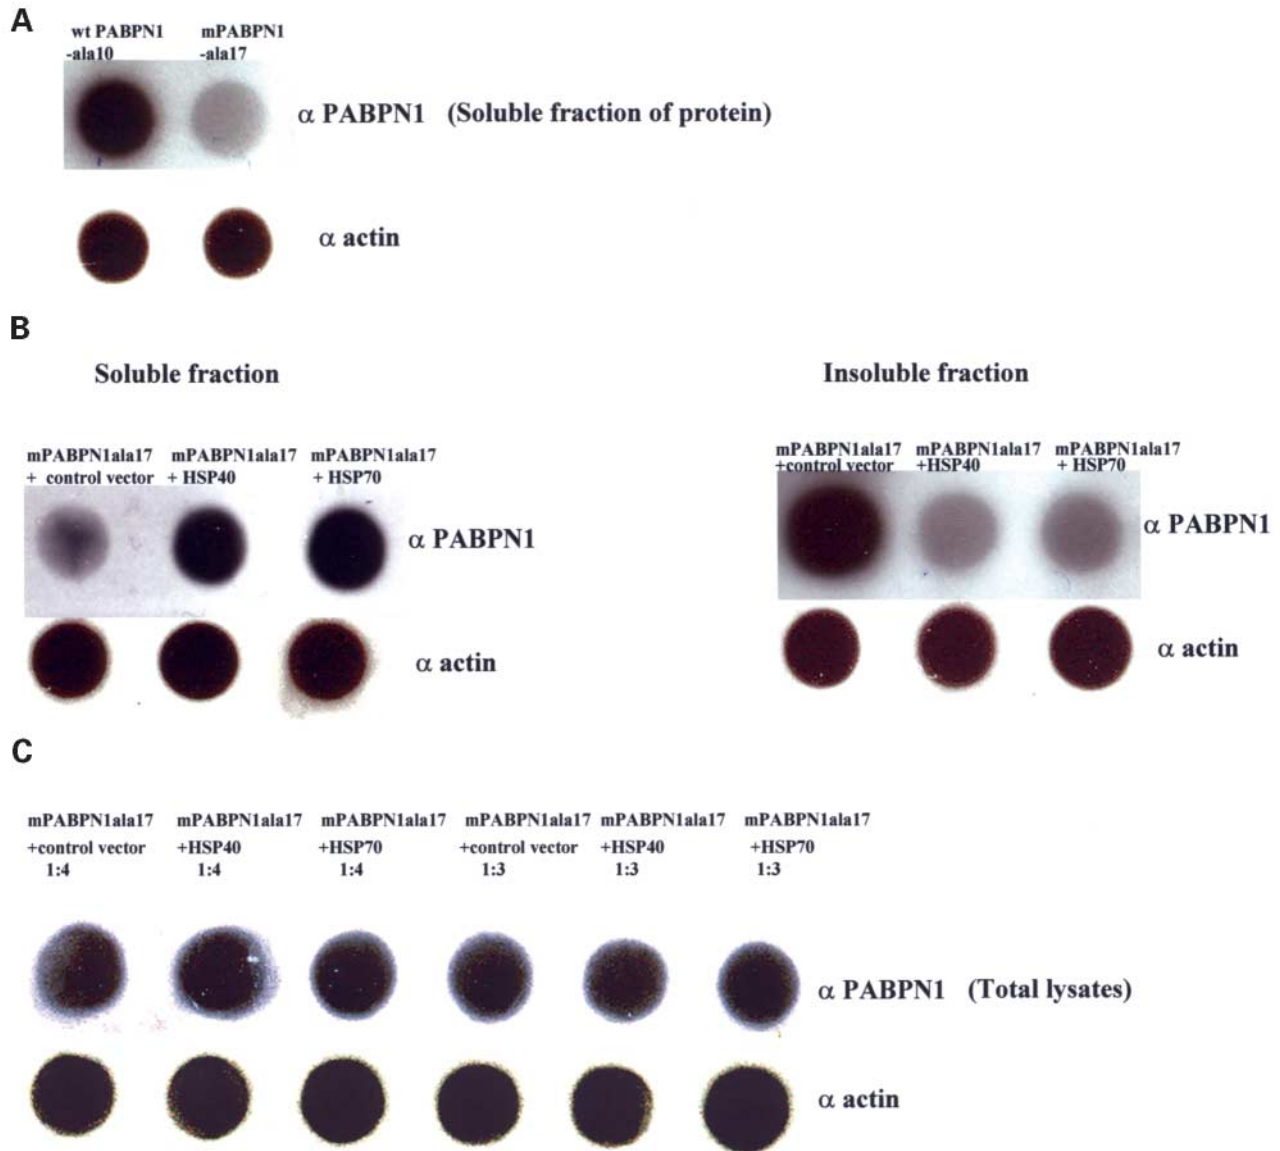 A
wt PABPN1 mPABPN1
-ala10 -ala17
α PABPN1 (Soluble fraction of protein)
α actin
B
Soluble fraction Insoluble fraction
mPABPN1ala17 mPABPN1ala17 mPABPN1ala17
+ control vector + HSP40 + HSP70
α PABPN1
α actin
mPABPN1ala17 mPABPN1ala17 mPABPN1ala17
+control vector +HSP40 + HSP70
α PABPN1
α actin
C
mPABPN1ala17 mPABPN1ala17 mPABPN1ala17 mPABPN1ala17 mPABPN1ala17 mPABPN1ala17
+control vector +HSP40 +HSP70 +control vector +HSP40 +HSP70
1:4 1:4 1:4 1:3 1:3 1:3
α PABPN1 (Total lysates)
α actin